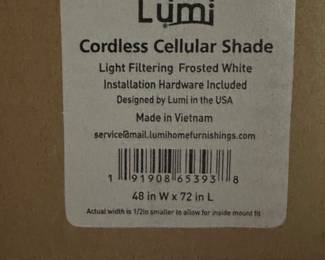 Lumi
Cordless Cellular Shade
Light Filtering Frosted White
Installation Hardware Included
Designed by Lumi in the USA
Made in Vietnam
service@mail.lumihomefurnishings.com
1 91908 65393 8
48 in W x 72 in L
Actual width is 1/2in smaller to allow for inside mount fit